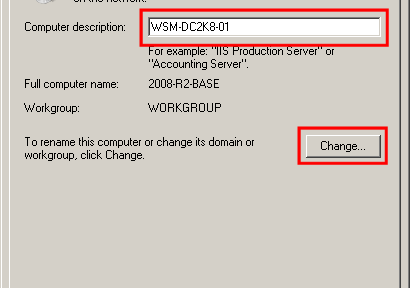 on the network.
Computer description: WSM-DC2K8-01
For example: "IIS Production Server" or
"Accounting Server".
Full computer name: 2008-R2-BASE
Workgroup: WORKGROUP
To rename this computer or change its domain or
workgroup, click Change.
Change...